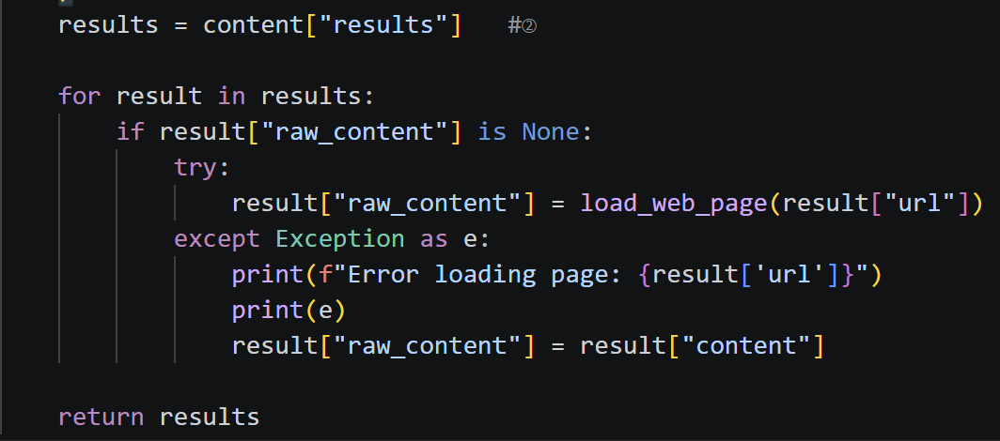 results = content["results"]   #②
for result in results:
    if result["raw_content"] is None:
        try:
            result["raw_content"] = load_web_page(result["url"])
        except Exception as e:
            print(f"Error loading page: {result['url']}")
            print(e)
            result["raw_content"] = result["content"]
return results